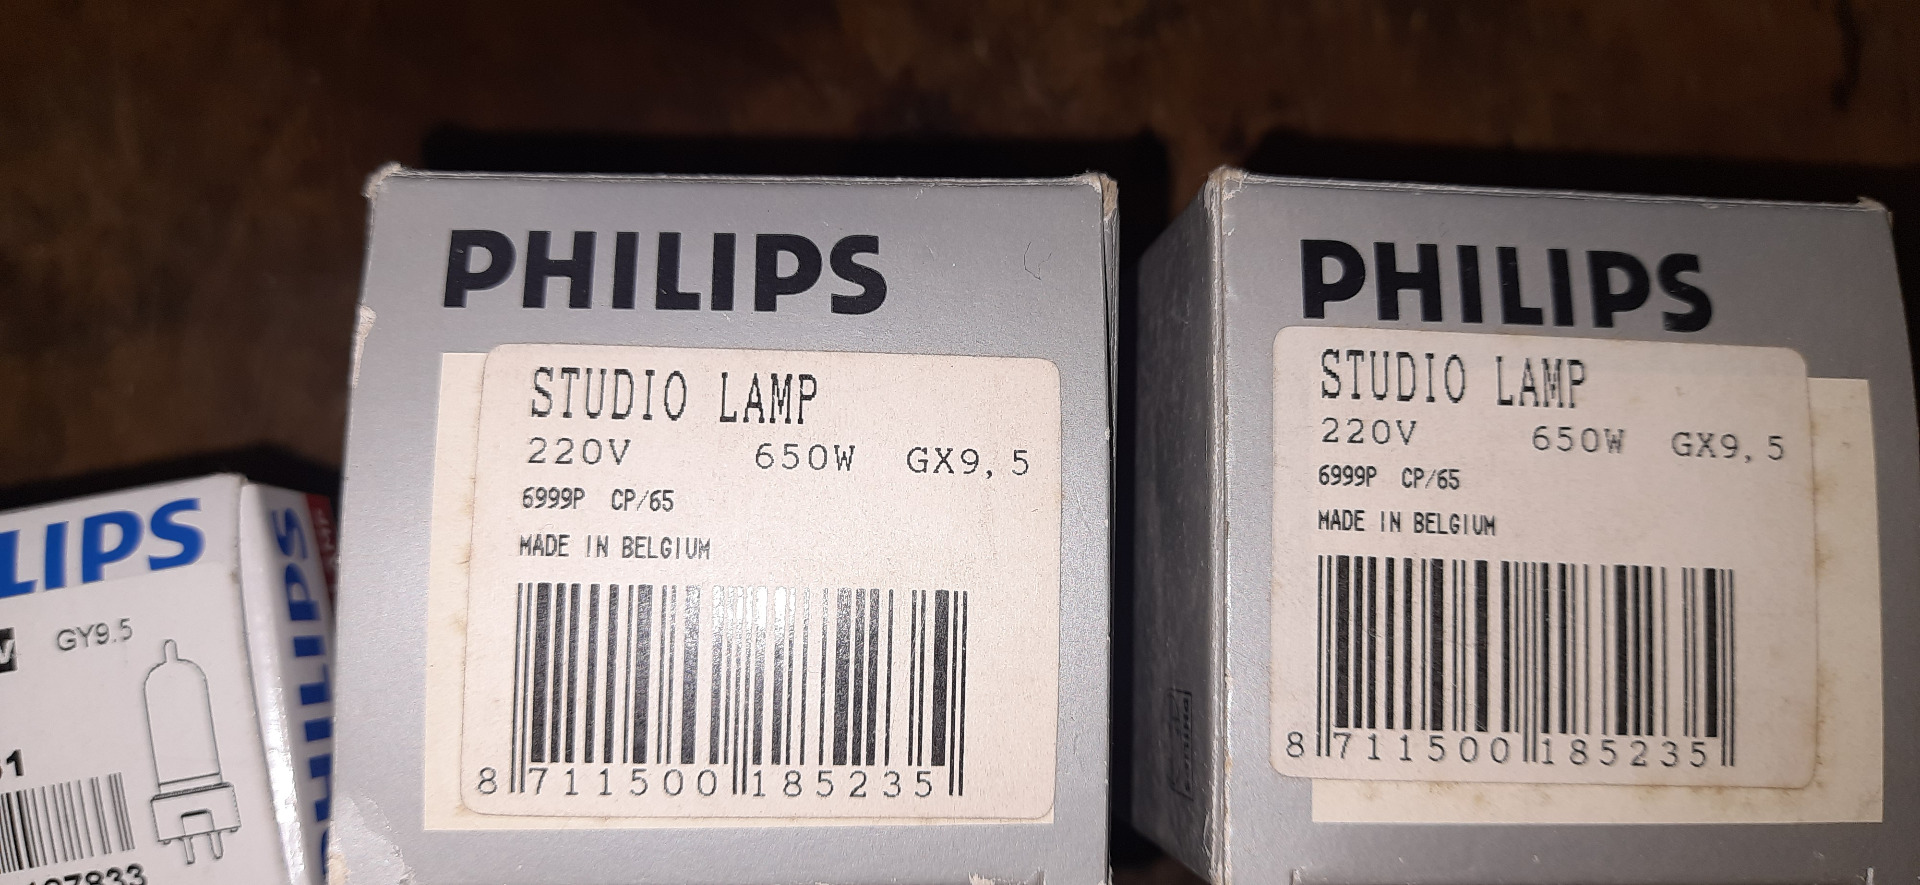 PHILIPS
STUDIO LAMP
220V 650W GX9,5
6999P CP/65
MADE IN BELGIUM
8 711500 185235
PHILIPS
STUDIO LAMP
220V 650W GX9,5
6999P CP/65
MADE IN BELGIUM
8 711500 185235
LIPS
GY9.5
PHILIPS